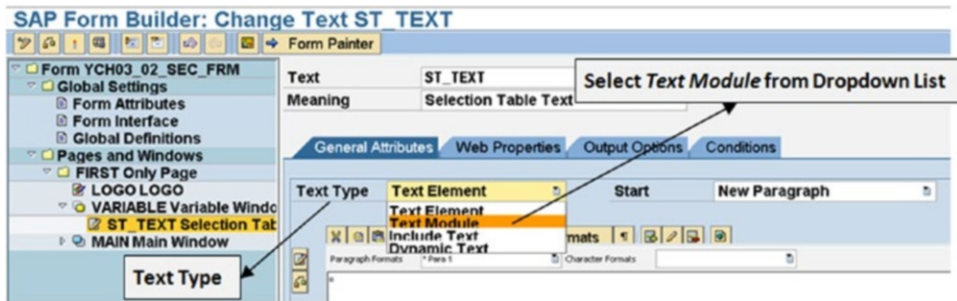 SAP Form Builder: Change Text ST_TEXT
Form Painter
Form YCH03_02_SEC_FRM
Global Settings
Form Attributes
Form Interface
Global Definitions
Pages and Windows
FIRST Only Page
LOGO LOGO
VARIABLE Variable Windo
ST_TEXT Selection Tab
MAIN Main Window
Text Type
Text ST_TEXT
Meaning Selection Table Text
Select Text Module from Dropdown List
General Attributes Web Properties Output Options Conditions
Text Type Text Element Start New Paragraph
Text Element
Text Module
Include Text
Dynamic Text
mats
Paragraph Formats * Para 1 Character Formats
*